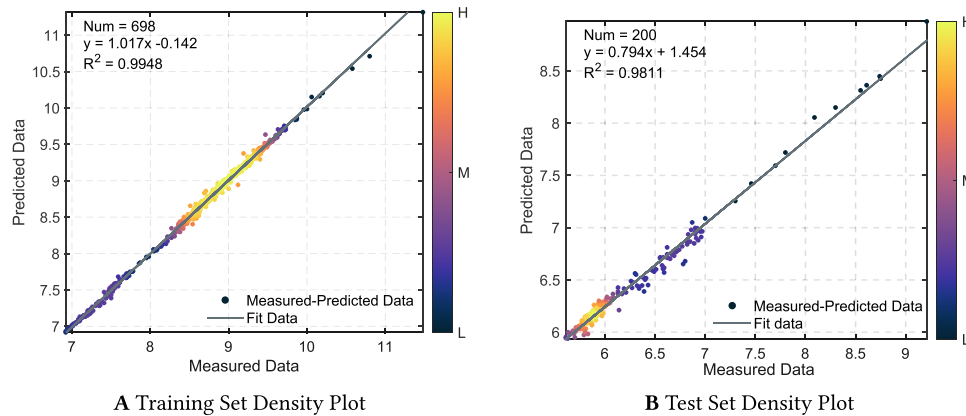 Num = 698
y = 1.017x -0.142
R² = 0.9948
11
10.5
10
9.5
9
8.5
8
7.5
7
Predicted Data
Measured-Predicted Data
Fit Data
7 8 9 10 11
Measured Data
H
M
L
A Training Set Density Plot
Num = 200
y = 0.794x + 1.454
R² = 0.9811
8.5
8
7.5
7
6.5
6
Predicted Data
Measured-Predicted Data
Fit data
6 6.5 7 7.5 8 8.5 9
Measured Data
B Test Set Density Plot